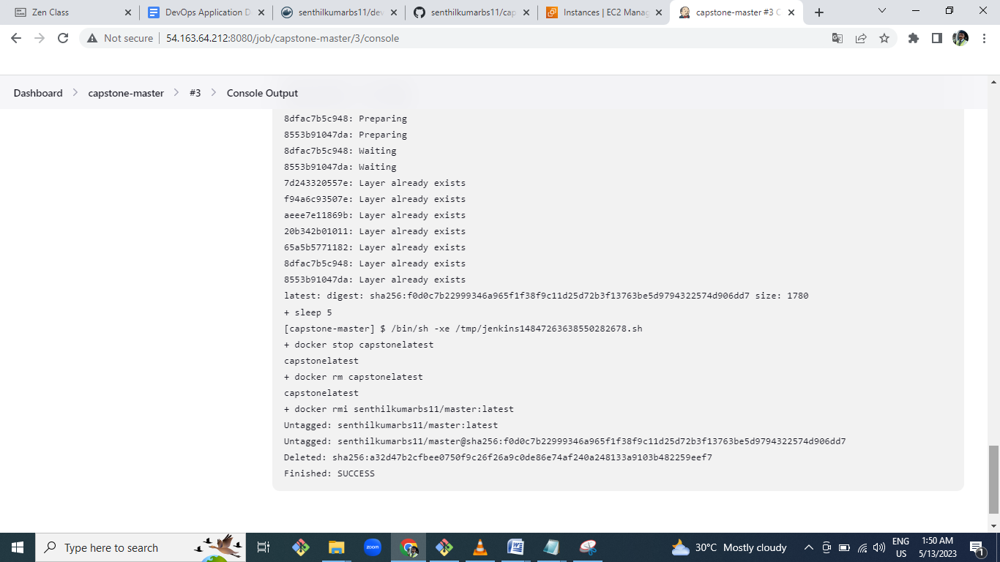 Zen Class
DevOps Application D
senthilkumarbs11/dev
senthilkumarbs11/cap
Instances | EC2 Manag
capstone-master #3 C
Not secure
54.163.64.212:8080/job/capstone-master/3/console
Dashboard
capstone-master
#3
Console Output
8dfac7b5c948: Preparing
8553b91047da: Preparing
8dfac7b5c948: Waiting
8553b91047da: Waiting
7d243320557e: Layer already exists
f94a6c93507e: Layer already exists
aeee7e11869b: Layer already exists
20b342b01011: Layer already exists
65a5b5771182: Layer already exists
8dfac7b5c948: Layer already exists
8553b91047da: Layer already exists
latest: digest: sha256:f0d0c7b22999346a965f1f38f9c11d25d72b3f13763be5d9794322574d906dd7 size: 1780
+ sleep 5
[capstone-master] $ /bin/sh -xe /tmp/jenkins14847263638550282678.sh
+ docker stop capstonelatest
capstonelatest
+ docker rm capstonelatest
capstonelatest
+ docker rmi senthilkumarbs11/master:latest
Untagged: senthilkumarbs11/master:latest
Untagged: senthilkumarbs11/master@sha256:f0d0c7b22999346a965f1f38f9c11d25d72b3f13763be5d9794322574d906dd7
Deleted: sha256:a32d47b2cfbee0750f9c26f26a9c0de86e74af240a248133a9103b482259eef7
Finished: SUCCESS
Type here to search
zoom
30°C Mostly cloudy
ENG
US
1:50 AM
5/13/2023
1